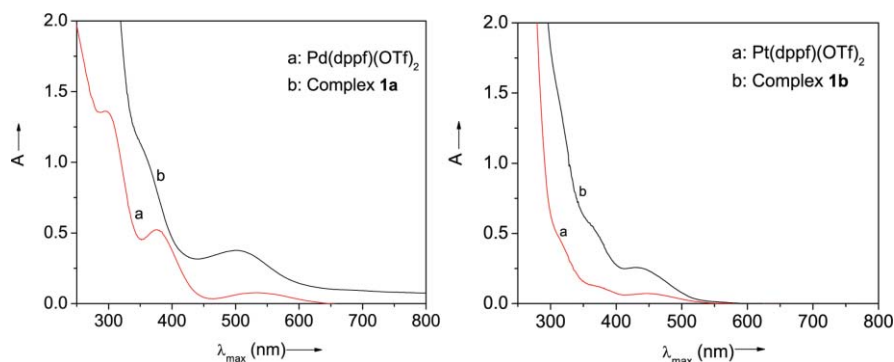 2.0
1.5
1.0
0.5
0.0
A
a: Pd(dppf)(OTf)₂
b: Complex 1a
b
a
300 400 500 600 700 800
λmax (nm)
2.0
1.5
1.0
0.5
0.0
A
a: Pt(dppf)(OTf)₂
b: Complex 1b
b
a
300 400 500 600 700 800
λmax (nm)